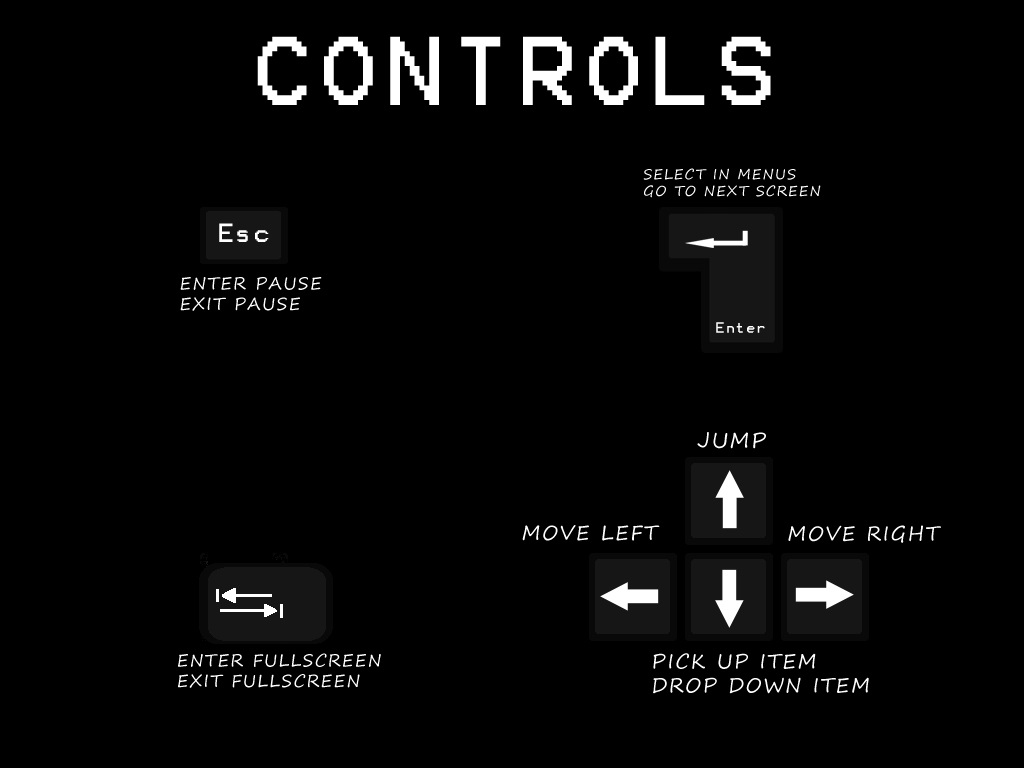 CONTROLS
SELECT IN MENUS
GO TO NEXT SCREEN
Esc
ENTER PAUSE
EXIT PAUSE
Enter
JUMP
MOVE LEFT
MOVE RIGHT
ENTER FULLSCREEN
EXIT FULLSCREEN
PICK UP ITEM
DROP DOWN ITEM